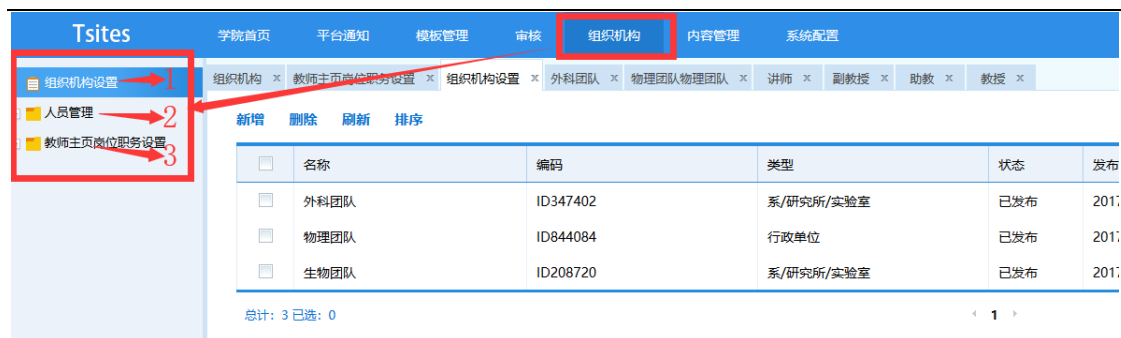 Tsites 学院首页 平台通知 模板管理 审核 组织机构 内容管理 系统配置
组织机构设置 1 组织机构 × 教师主页岗位职务设置 × 组织机构设置 × 外科团队 × 物理团队物理团队 × 讲师 × 副教授 × 助教 × 教授 ×
人员管理 2 新增 删除 刷新 排序
教师主页岗位职务设置 3
名称 编码 类型 状态 发布
外科团队 ID347402 系/研究所/实验室 已发布 2017
物理团队 ID844084 行政单位 已发布 2017
生物团队 ID208720 系/研究所/实验室 已发布 2017
总计: 3 已选: 0 1